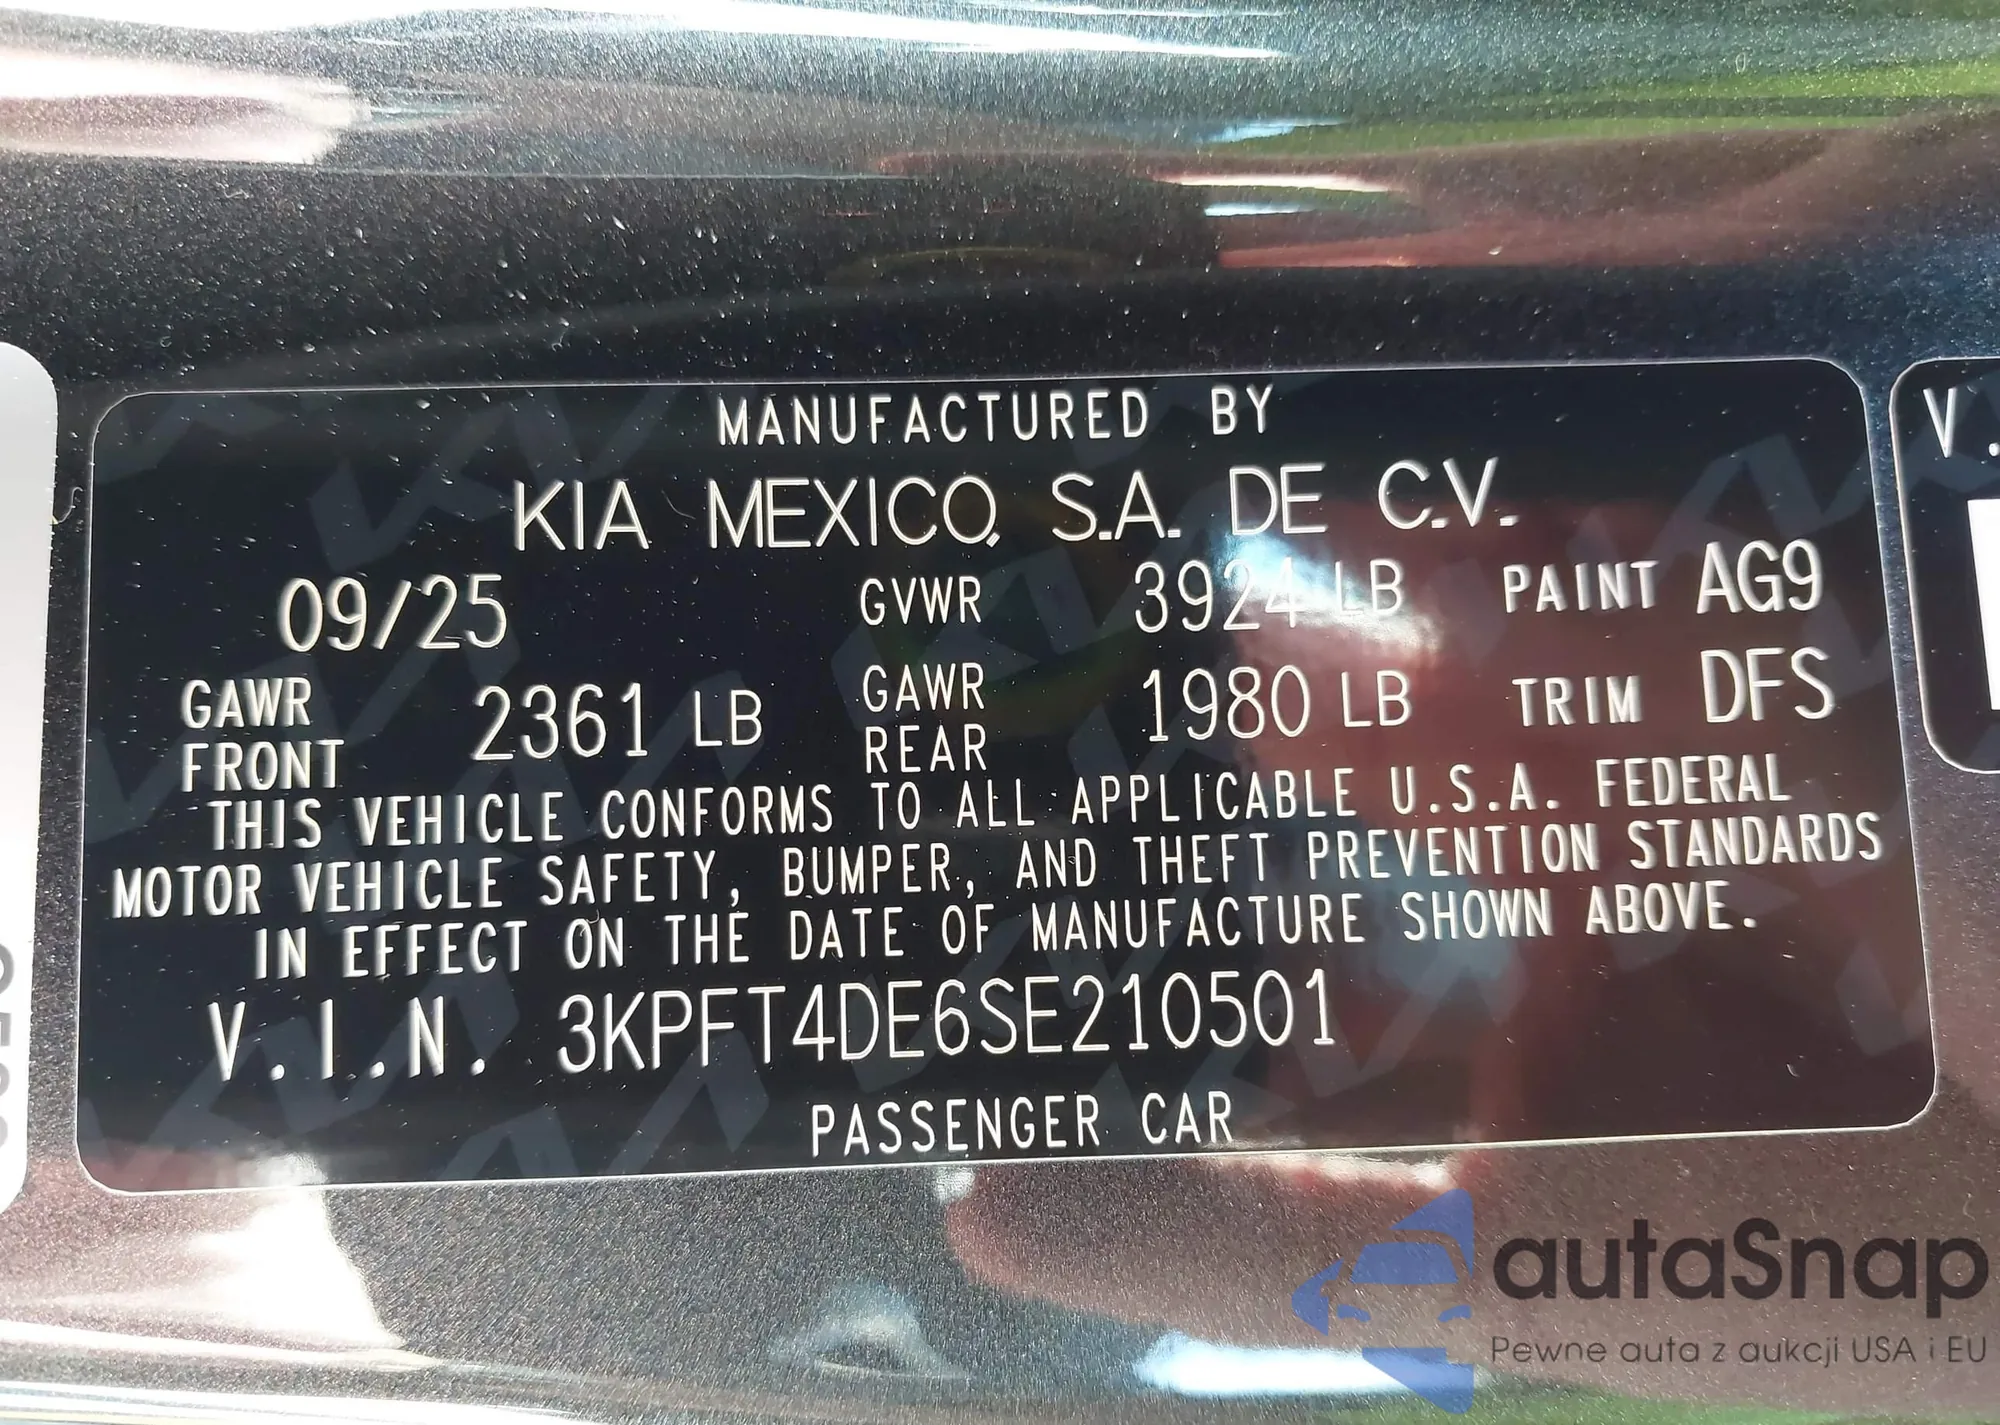 MANUFACTURED BY
KIA MEXICO, S.A. DE C.V.
09/25 GVWR 3924 LB PAINT AG9
GAWR FRONT 2361 LB GAWR REAR 1980 LB TRIM DFS
THIS VEHICLE CONFORMS TO ALL APPLICABLE U.S.A. FEDERAL
MOTOR VEHICLE SAFETY, BUMPER, AND THEFT PREVENTION STANDARDS
IN EFFECT ON THE DATE OF MANUFACTURE SHOWN ABOVE.
V.I.N. 3KPFT4DE6SE210501
PASSENGER CAR
V.
autaSnap
Pewne auta z aukcji USA i EU